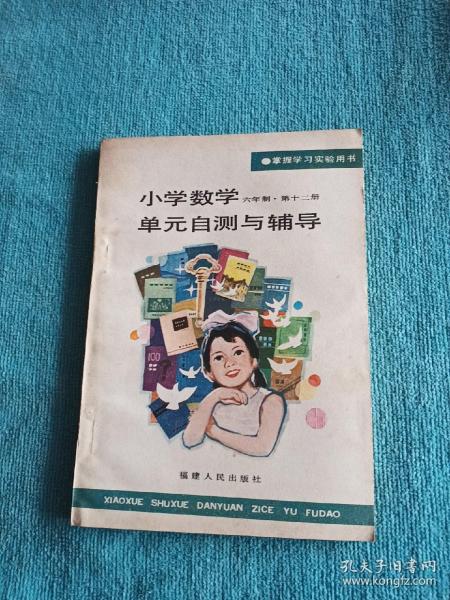 ●掌握学习实验用书
小学数学 六年制·第十二册
单元自测与辅导
100
福建人民出版社
XIAOXUE SHUXUE DANYUAN ZICE YU FUDAO
孔夫子旧书网
www.kongfz.com